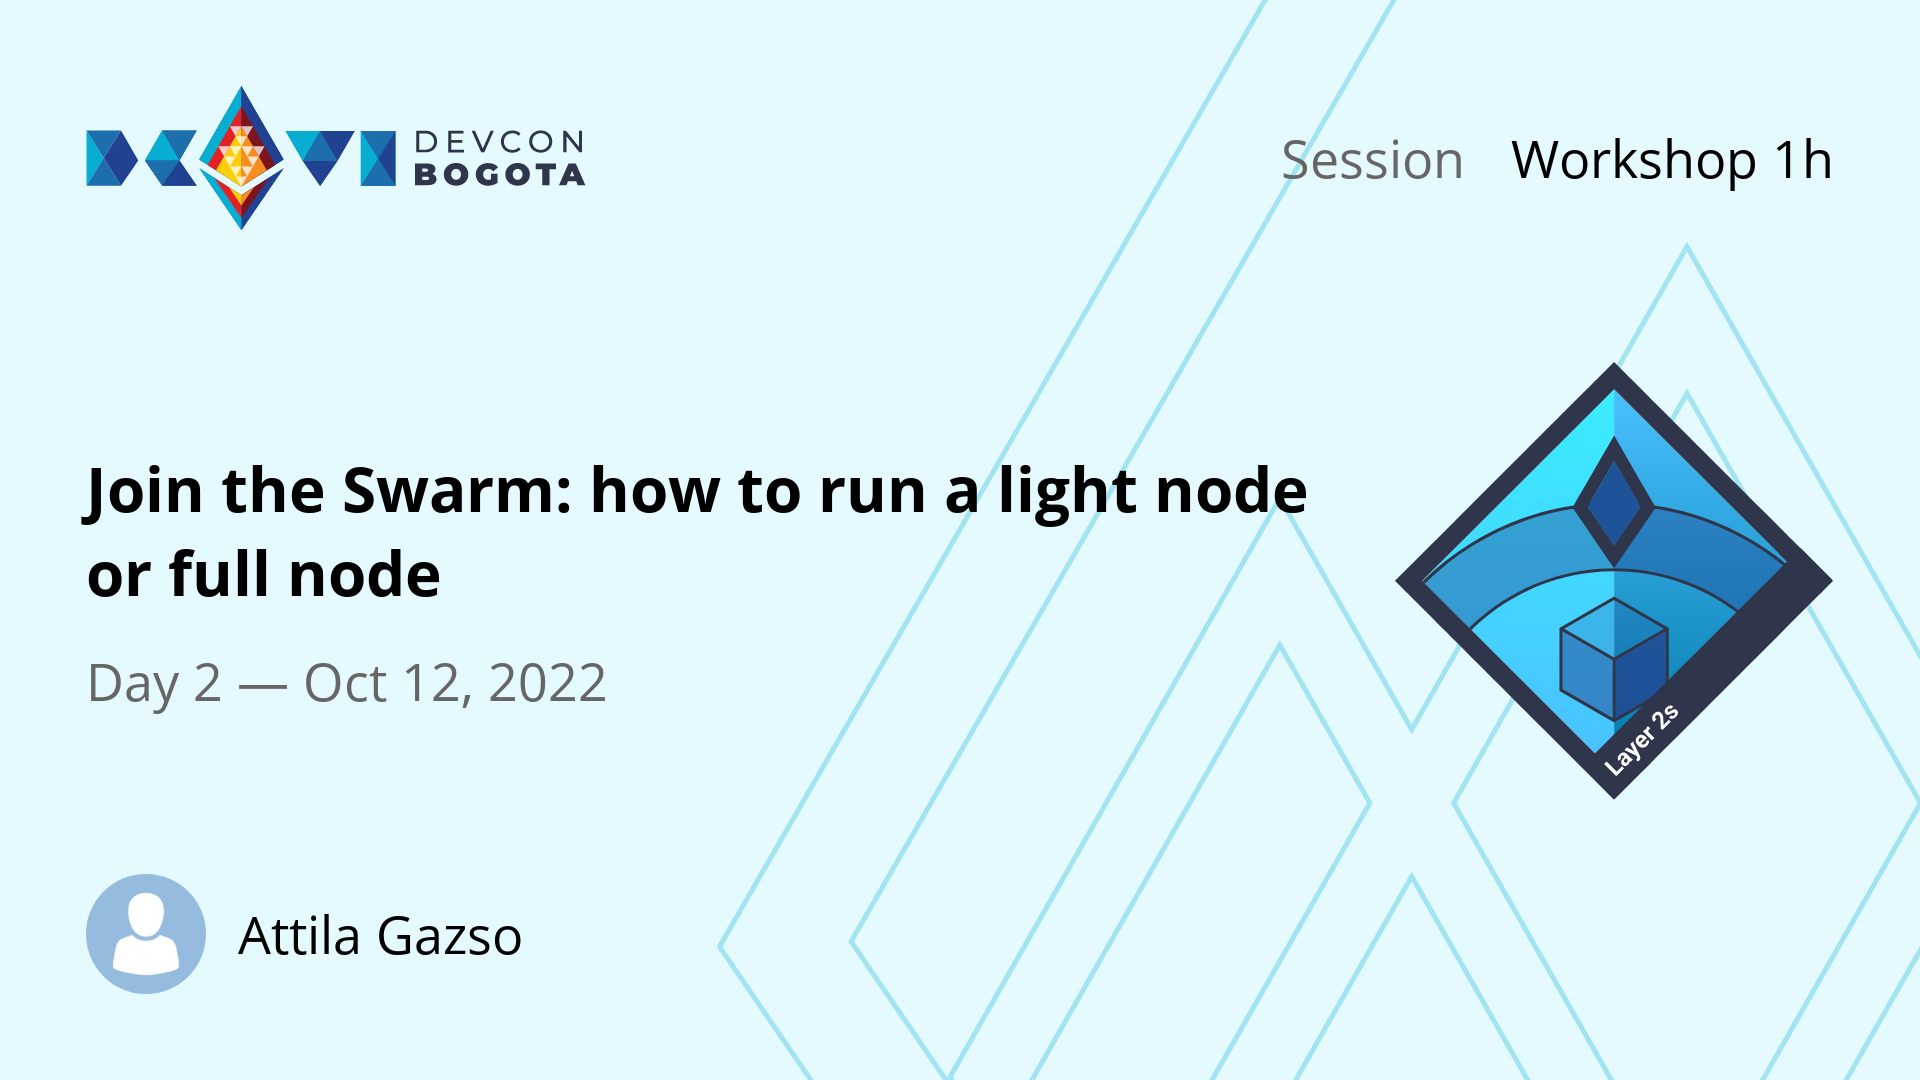 DEVCON
BOGOTA
Session Workshop 1h
Join the Swarm: how to run a light node
or full node
Day 2 — Oct 12, 2022
Layer 2s
Attila Gazso